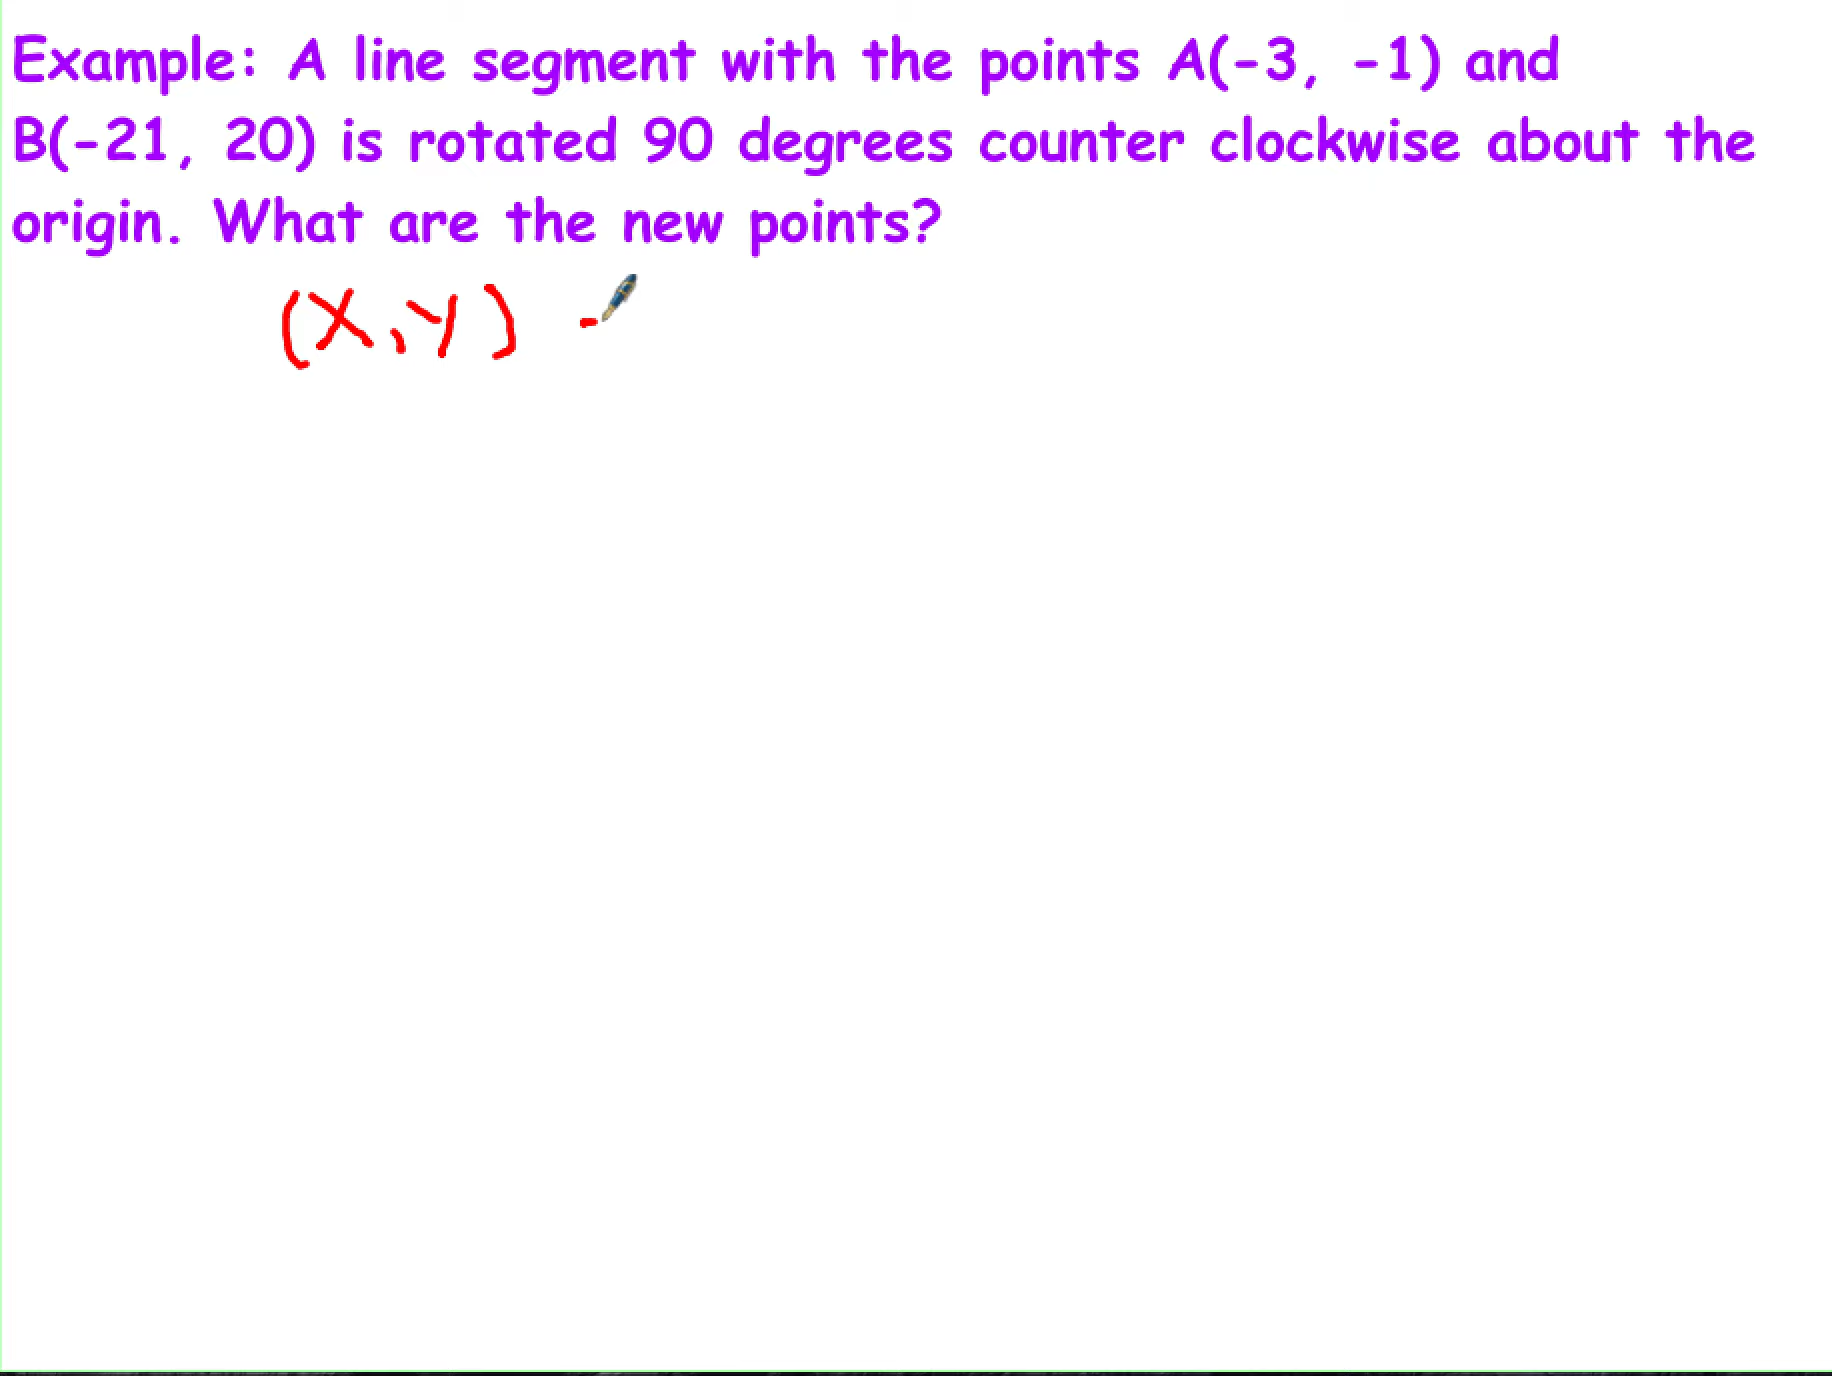 Example: A line segment with the points A(-3, -1) and
B(-21, 20) is rotated 90 degrees counter clockwise about the
origin. What are the new points?
(x,y) -